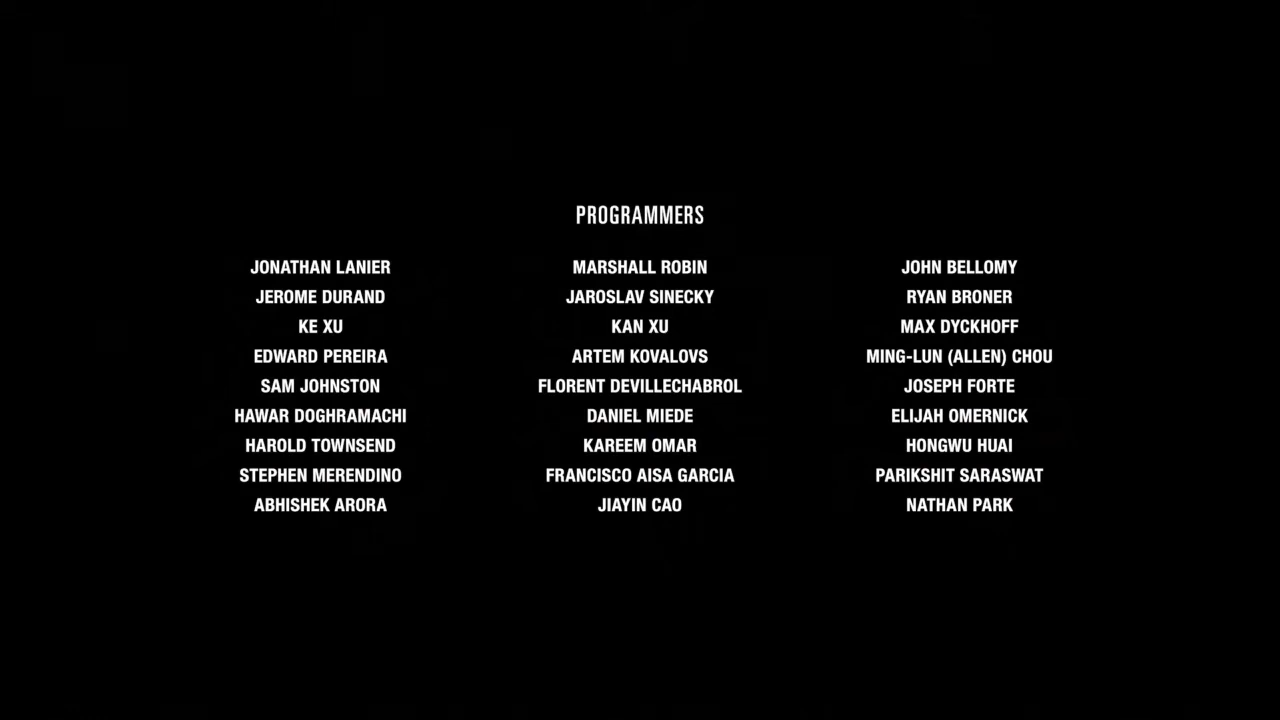 PROGRAMMERS
JONATHAN LANIER MARSHALL ROBIN JOHN BELLOMY
JEROME DURAND JAROSLAV SINECKY RYAN BRONER
KE XU KAN XU MAX DYCKHOFF
EDWARD PEREIRA ARTEM KOVALOVS MING-LUN (ALLEN) CHOU
SAM JOHNSTON FLORENT DEVILLECHABROL JOSEPH FORTE
HAWAR DOGHRAMACHI DANIEL MIEDE ELIJAH OMERNICK
HAROLD TOWNSEND KAREEM OMAR HONGWU HUAI
STEPHEN MERENDINO FRANCISCO AISA GARCIA PARIKSHIT SARASWAT
ABHISHEK ARORA JIAYIN CAO NATHAN PARK